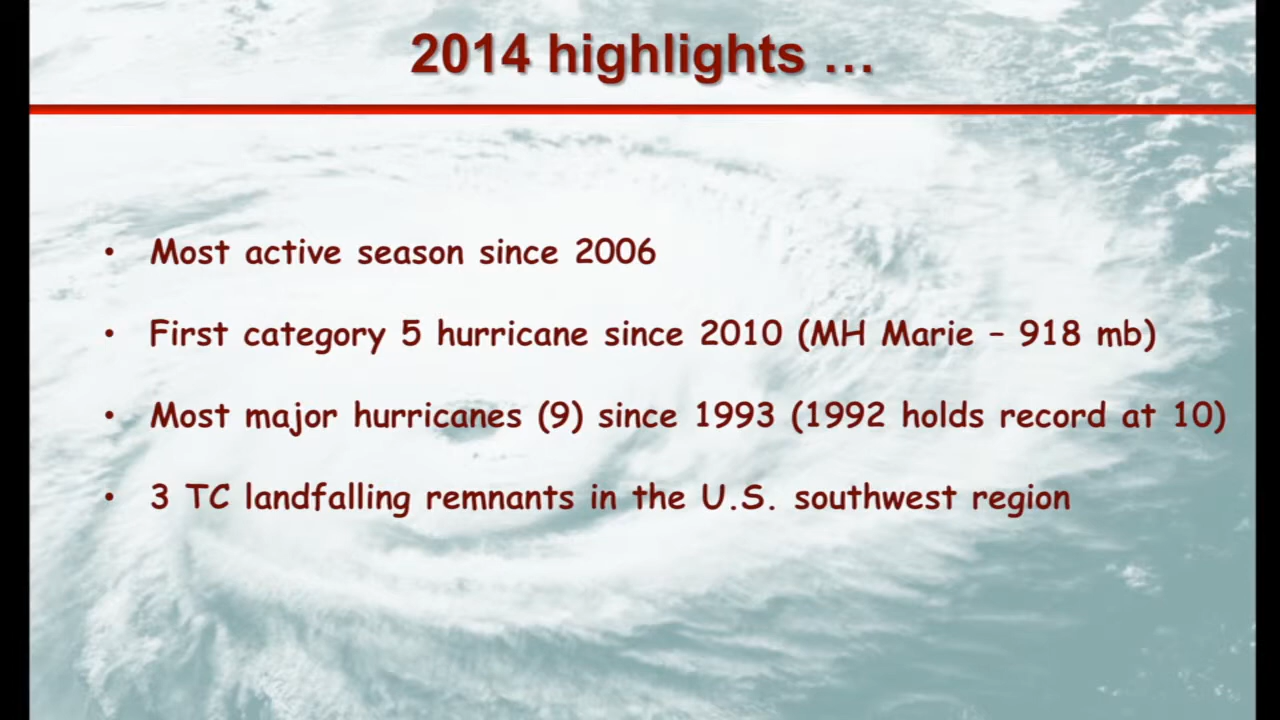 2014 highlights …
• Most active season since 2006
• First category 5 hurricane since 2010 (MH Marie – 918 mb)
• Most major hurricanes (9) since 1993 (1992 holds record at 10)
• 3 TC landfalling remnants in the U.S. southwest region